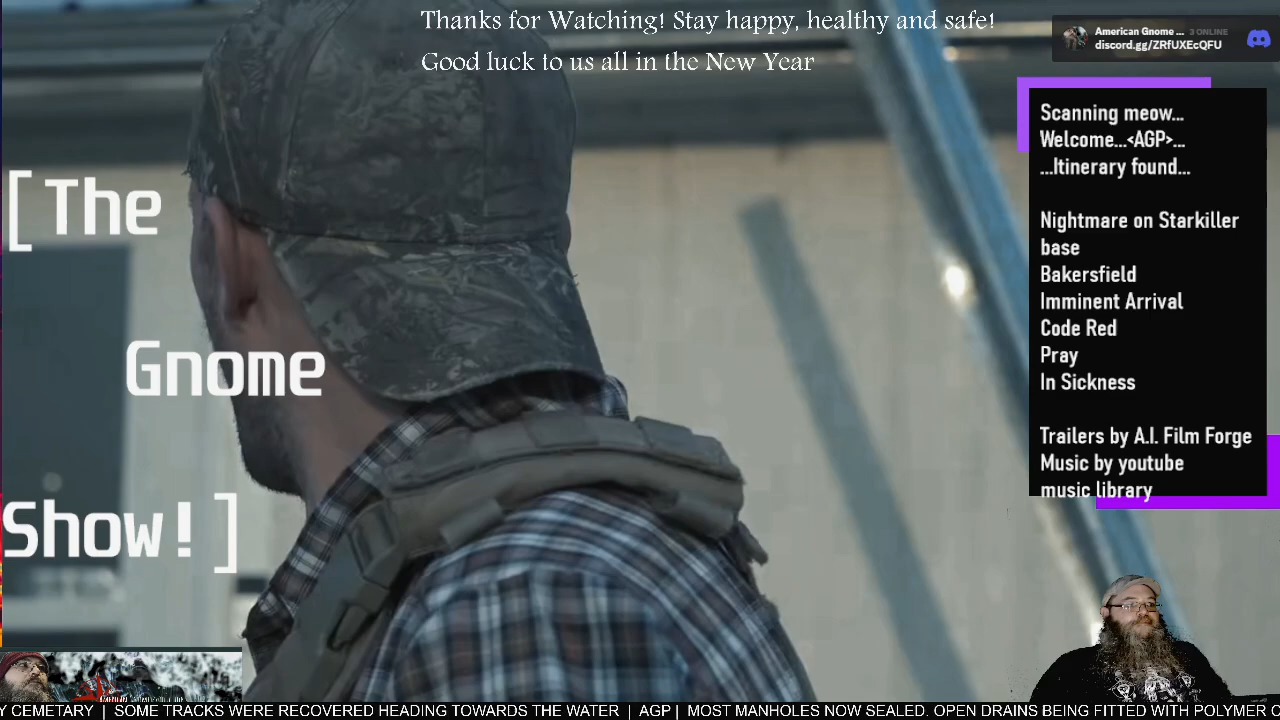 Thanks for Watching! Stay happy, healthy and safe!
Good luck to us all in the New Year
American Gnome ... 3 ONLINE
discord.gg/ZRfUXEcQFU
[The
Gnome
Show!]
Scanning meow...
Welcome...<AGP>...
...Itinerary found...
Nightmare on Starkiller
base
Bakersfield
Imminent Arrival
Code Red
Pray
In Sickness
Trailers by A.I. Film Forge
Music by youtube
music library
Y CEMETARY | SOME TRACKS WERE RECOVERED HEADING TOWARDS THE WATER | AGP | MOST MANHOLES NOW SEALED. OPEN DRAINS BEING FITTED WITH POLYMER C